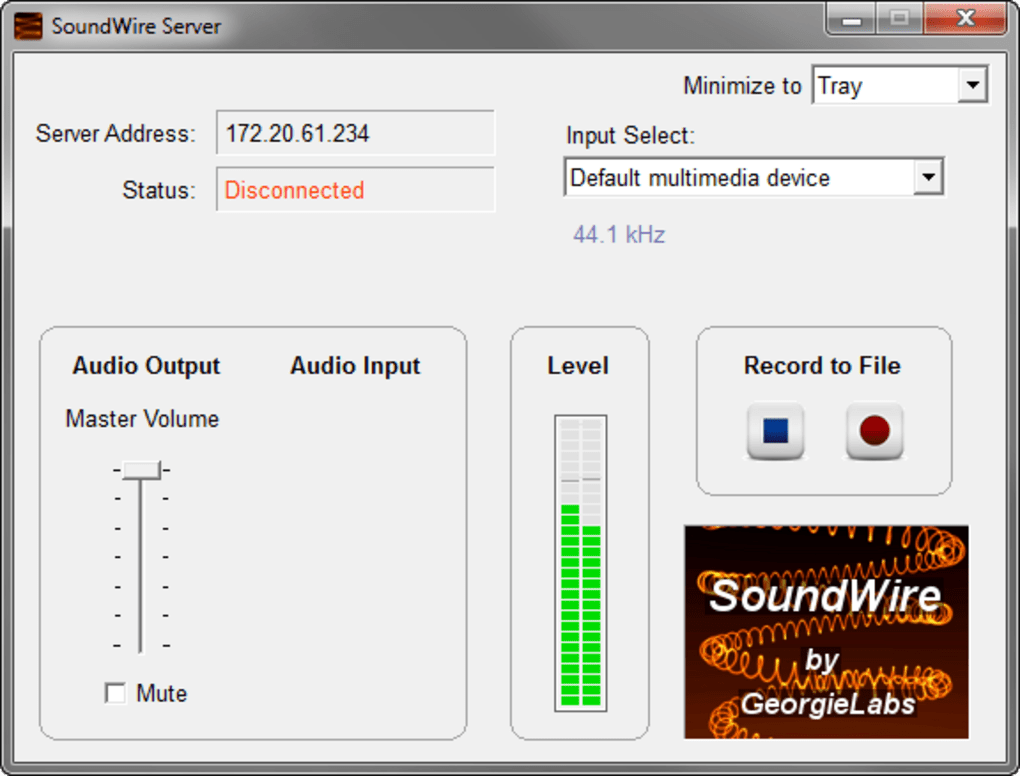 SoundWire Server
Minimize to Tray
Server Address: 172.20.61.234
Input Select:
Default multimedia device
Status: Disconnected
44.1 kHz
Audio Output Audio Input
Level
Record to File
Master Volume
Mute
SoundWire
by
GeorgieLabs